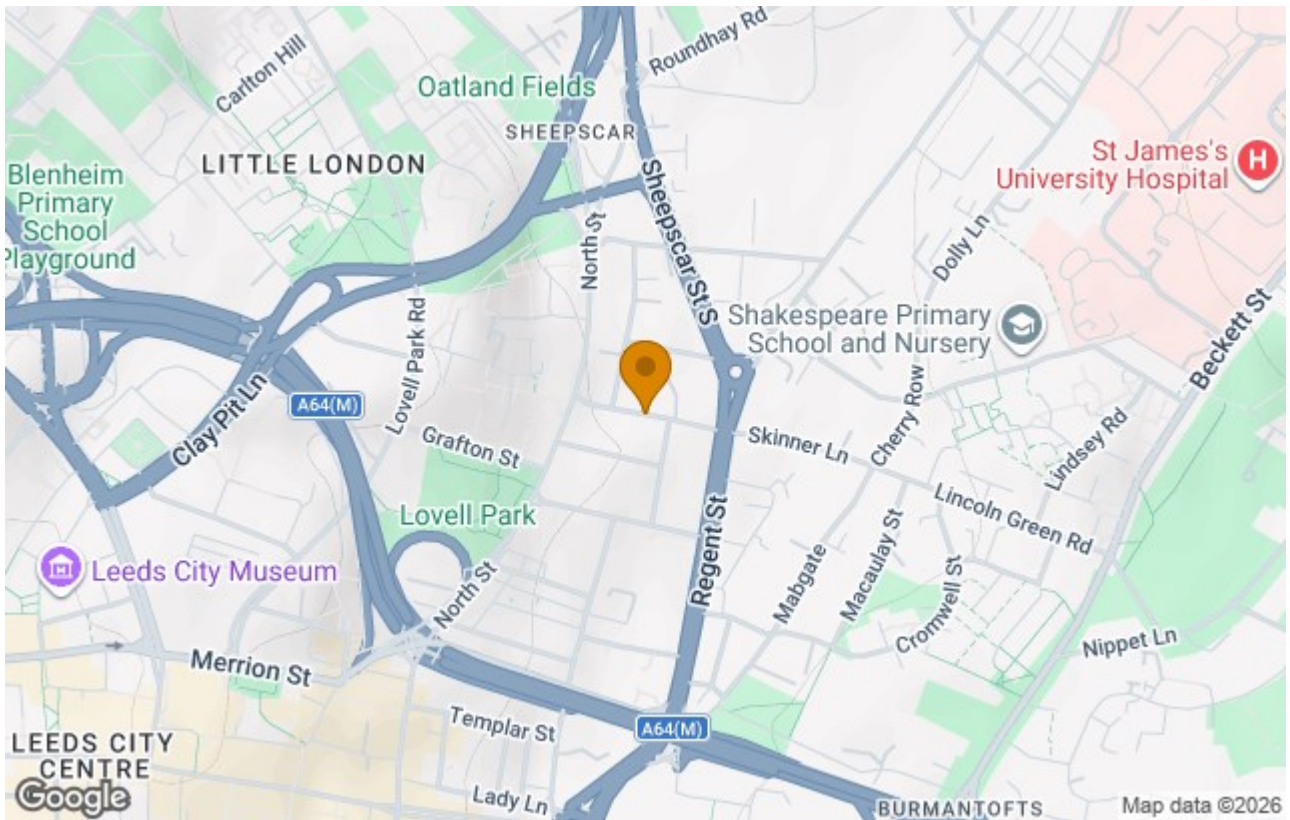 Roundhay Rd
Carlton Hill
Oatland Fields
SHEEPSCAR
LITTLE LONDON
St James's
University Hospital
H
Blenheim
Primary
School
Playground
Sheepscar St S
North St
Dolly Ln
Lovell Park Rd
Shakespeare Primary
School and Nursery
Beckett St
A64(M)
Clay Pit Ln
Grafton St
Skinner Ln
Cherry Row
Lindsey Rd
Lovell Park
Lincoln Green Rd
Regent St
Leeds City Museum
North St
Mabgate
Macaulay St
Cromwell St
Nippet Ln
Merrion St
Templar St
A64(M)
LEEDS CITY
CENTRE
Lady Ln
BURMANTOFTS
Google
Map data ©2026